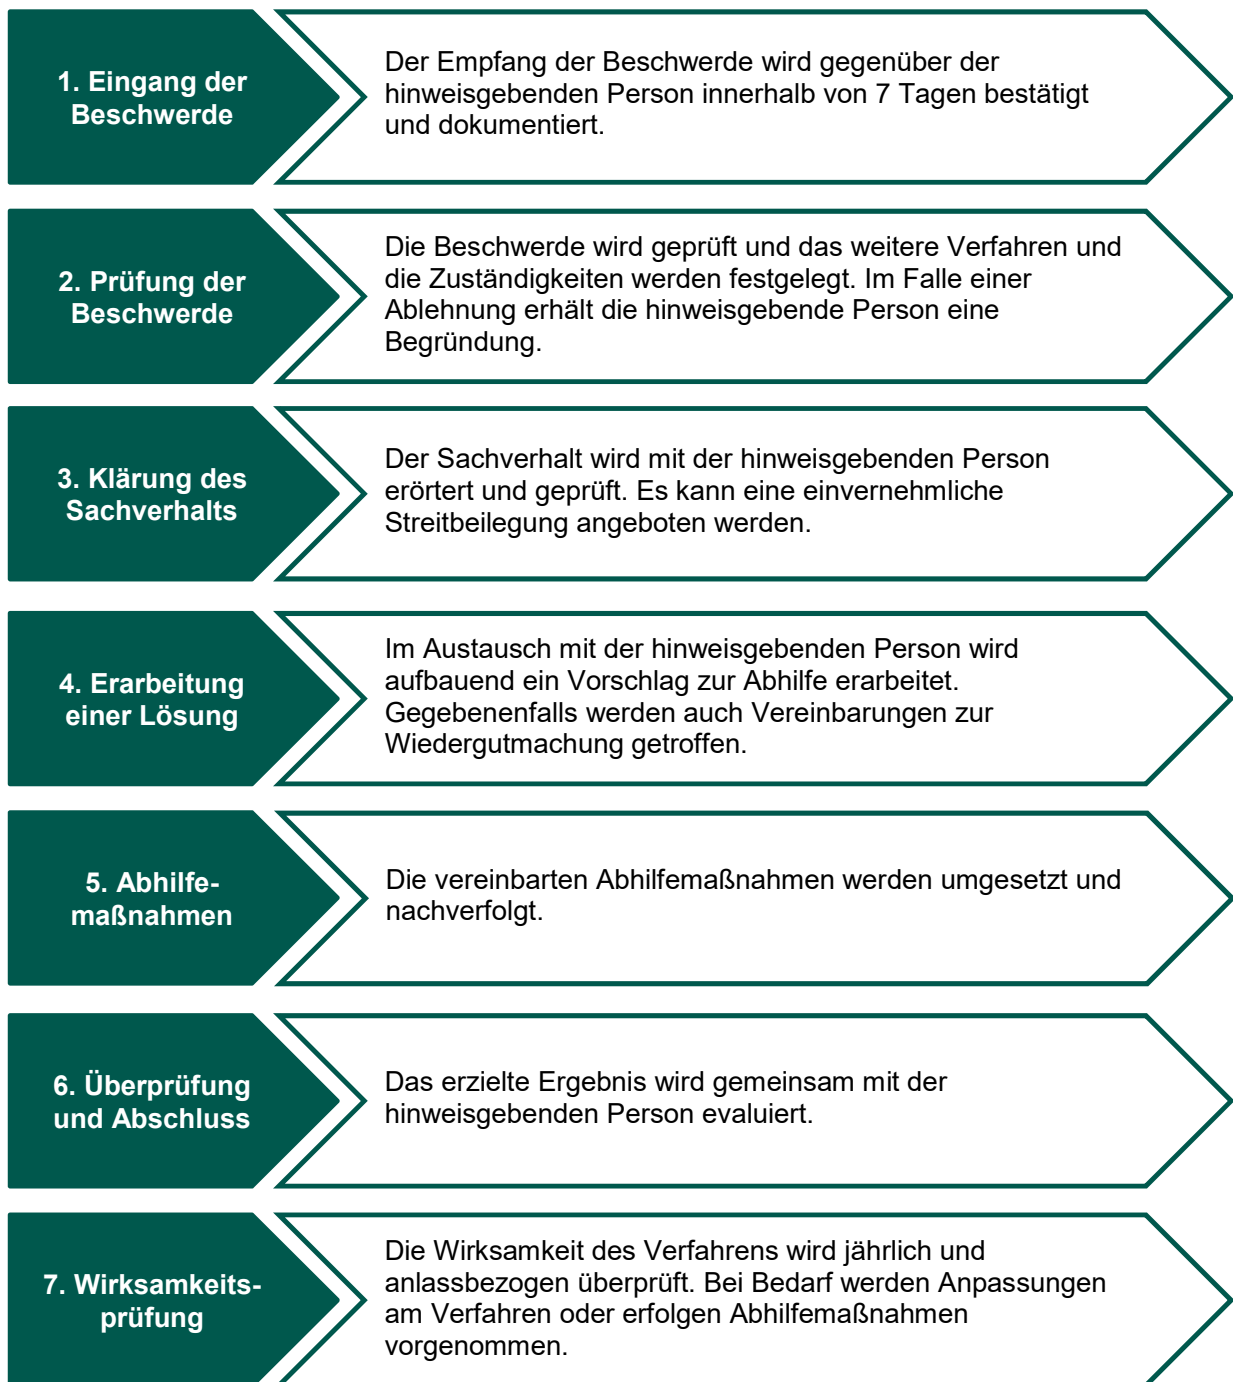 1. Eingang der
Beschwerde
Der Empfang der Beschwerde wird gegenüber der
hinweisgebenden Person innerhalb von 7 Tagen bestätigt
und dokumentiert.
2. Prüfung der
Beschwerde
Die Beschwerde wird geprüft und das weitere Verfahren und
die Zuständigkeiten werden festgelegt. Im Falle einer
Ablehnung erhält die hinweisgebende Person eine
Begründung.
3. Klärung des
Sachverhalts
Der Sachverhalt wird mit der hinweisgebenden Person
erörtert und geprüft. Es kann eine einvernehmliche
Streitbeilegung angeboten werden.
4. Erarbeitung
einer Lösung
Im Austausch mit der hinweisgebenden Person wird
aufbauend ein Vorschlag zur Abhilfe erarbeitet.
Gegebenenfalls werden auch Vereinbarungen zur
Wiedergutmachung getroffen.
5. Abhilfe-
maßnahmen
Die vereinbarten Abhilfemaßnahmen werden umgesetzt und
nachverfolgt.
6. Überprüfung
und Abschluss
Das erzielte Ergebnis wird gemeinsam mit der
hinweisgebenden Person evaluiert.
7. Wirksamkeits-
prüfung
Die Wirksamkeit des Verfahrens wird jährlich und
anlassbezogen überprüft. Bei Bedarf werden Anpassungen
am Verfahren oder erfolgen Abhilfemaßnahmen
vorgenommen.